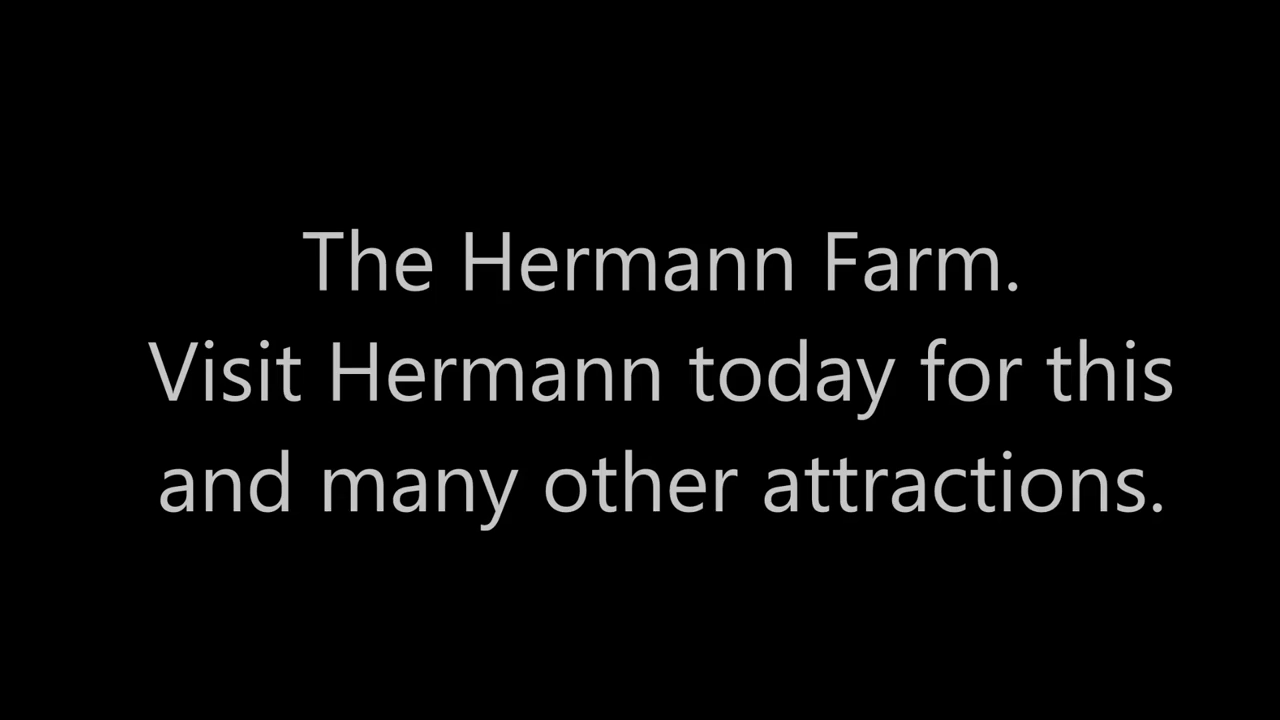 The Hermann Farm.
Visit Hermann today for this
and many other attractions.